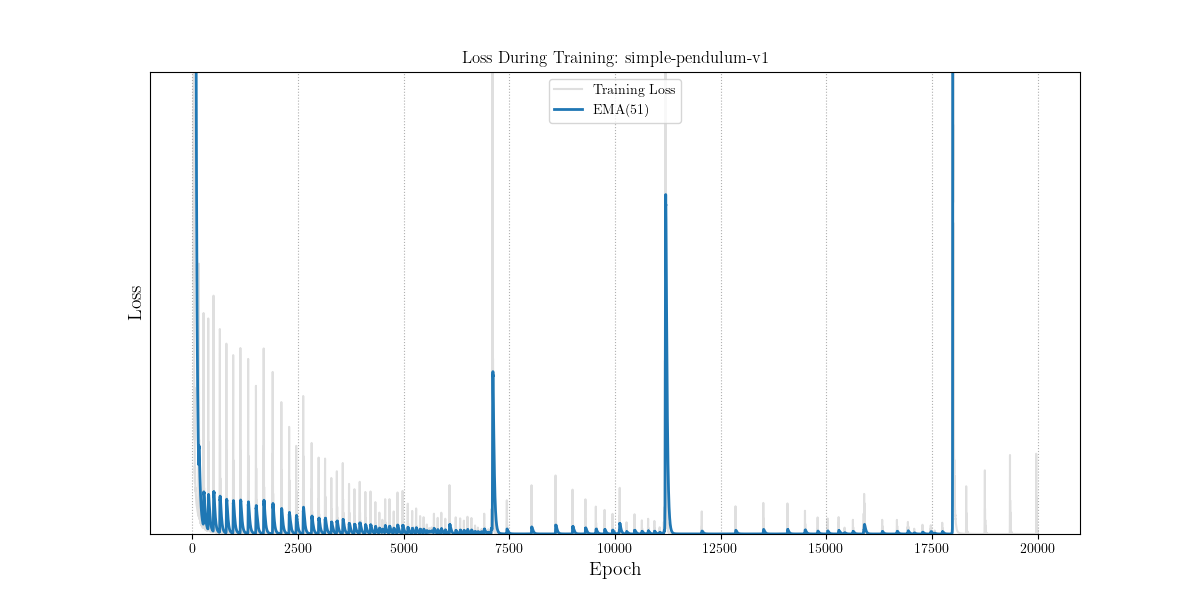 Loss During Training: simple-pendulum-v1
Training Loss
EMA(51)
Loss
0 2500 5000 7500 10000 12500 15000 17500 20000
Epoch